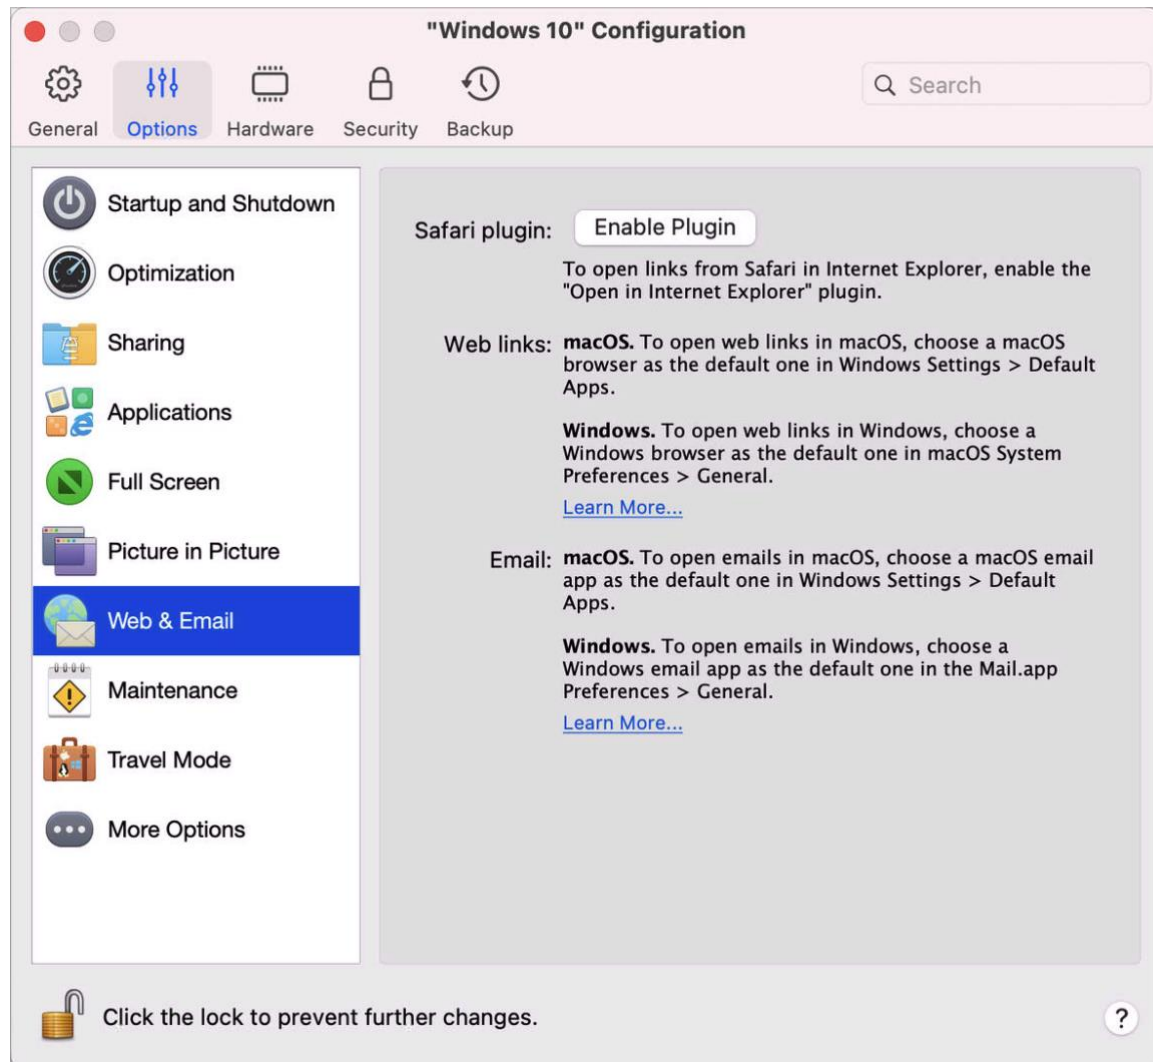 "Windows 10" Configuration
General Options Hardware Security Backup
Search
Startup and Shutdown
Optimization
Sharing
Applications
Full Screen
Picture in Picture
Web & Email
Maintenance
Travel Mode
More Options
Safari plugin: Enable Plugin
To open links from Safari in Internet Explorer, enable the
"Open in Internet Explorer" plugin.
Web links: macOS. To open web links in macOS, choose a macOS
browser as the default one in Windows Settings > Default
Apps.
Windows. To open web links in Windows, choose a
Windows browser as the default one in macOS System
Preferences > General.
Learn More...
Email: macOS. To open emails in macOS, choose a macOS email
app as the default one in Windows Settings > Default
Apps.
Windows. To open emails in Windows, choose a
Windows email app as the default one in the Mail.app
Preferences > General.
Learn More...
Click the lock to prevent further changes.
?